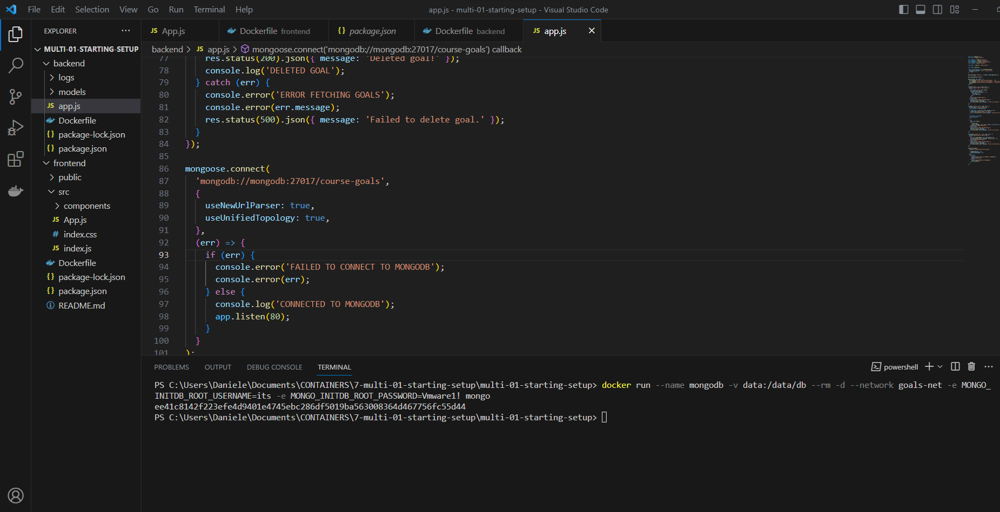 File Edit Selection View Go Run Terminal Help
app.js - multi-01-starting-setup - Visual Studio Code
EXPLORER ···
MULTI-01-STARTING-SETUP
backend
logs
models
JS app.js
Dockerfile
{} package-lock.json
{} package.json
frontend
public
src
components
JS App.js
# index.css
JS index.js
Dockerfile
{} package-lock.json
{} package.json
README.md
JS App.js
Dockerfile frontend
{} package.json
Dockerfile backend
JS app.js
backend > JS app.js > mongoose.connect('mongodb://mongodb:27017/course-goals') callback
77 res.status(200).json({ message: 'Deleted goal!' });
78 console.log('DELETED GOAL');
79 } catch (err) {
80 console.error('ERROR FETCHING GOALS');
81 console.error(err.message);
82 res.status(500).json({ message: 'Failed to delete goal.' });
83 }
84 });
85
86 mongoose.connect(
87 'mongodb://mongodb:27017/course-goals',
88 {
89 useNewUrlParser: true,
90 useUnifiedTopology: true,
91 },
92 (err) => {
93 if (err) {
94 console.error('FAILED TO CONNECT TO MONGODB');
95 console.error(err);
96 } else {
97 console.log('CONNECTED TO MONGODB');
98 app.listen(80);
99 }
100 }
101 );
PROBLEMS OUTPUT DEBUG CONSOLE TERMINAL
powershell
PS C:\Users\Daniele\Documents\CONTAINERS\7-multi-01-starting-setup\multi-01-starting-setup> docker run --name mongodb -v data:/data/db --rm -d --network goals-net -e MONGO_
INITDB_ROOT_USERNAME=its -e MONGO_INITDB_ROOT_PASSWORD=Vmware1! mongo
ee41c8142f223efe4d9401e4745ebc286df5019ba563008364d467756fc55d44
PS C:\Users\Daniele\Documents\CONTAINERS\7-multi-01-starting-setup\multi-01-starting-setup>